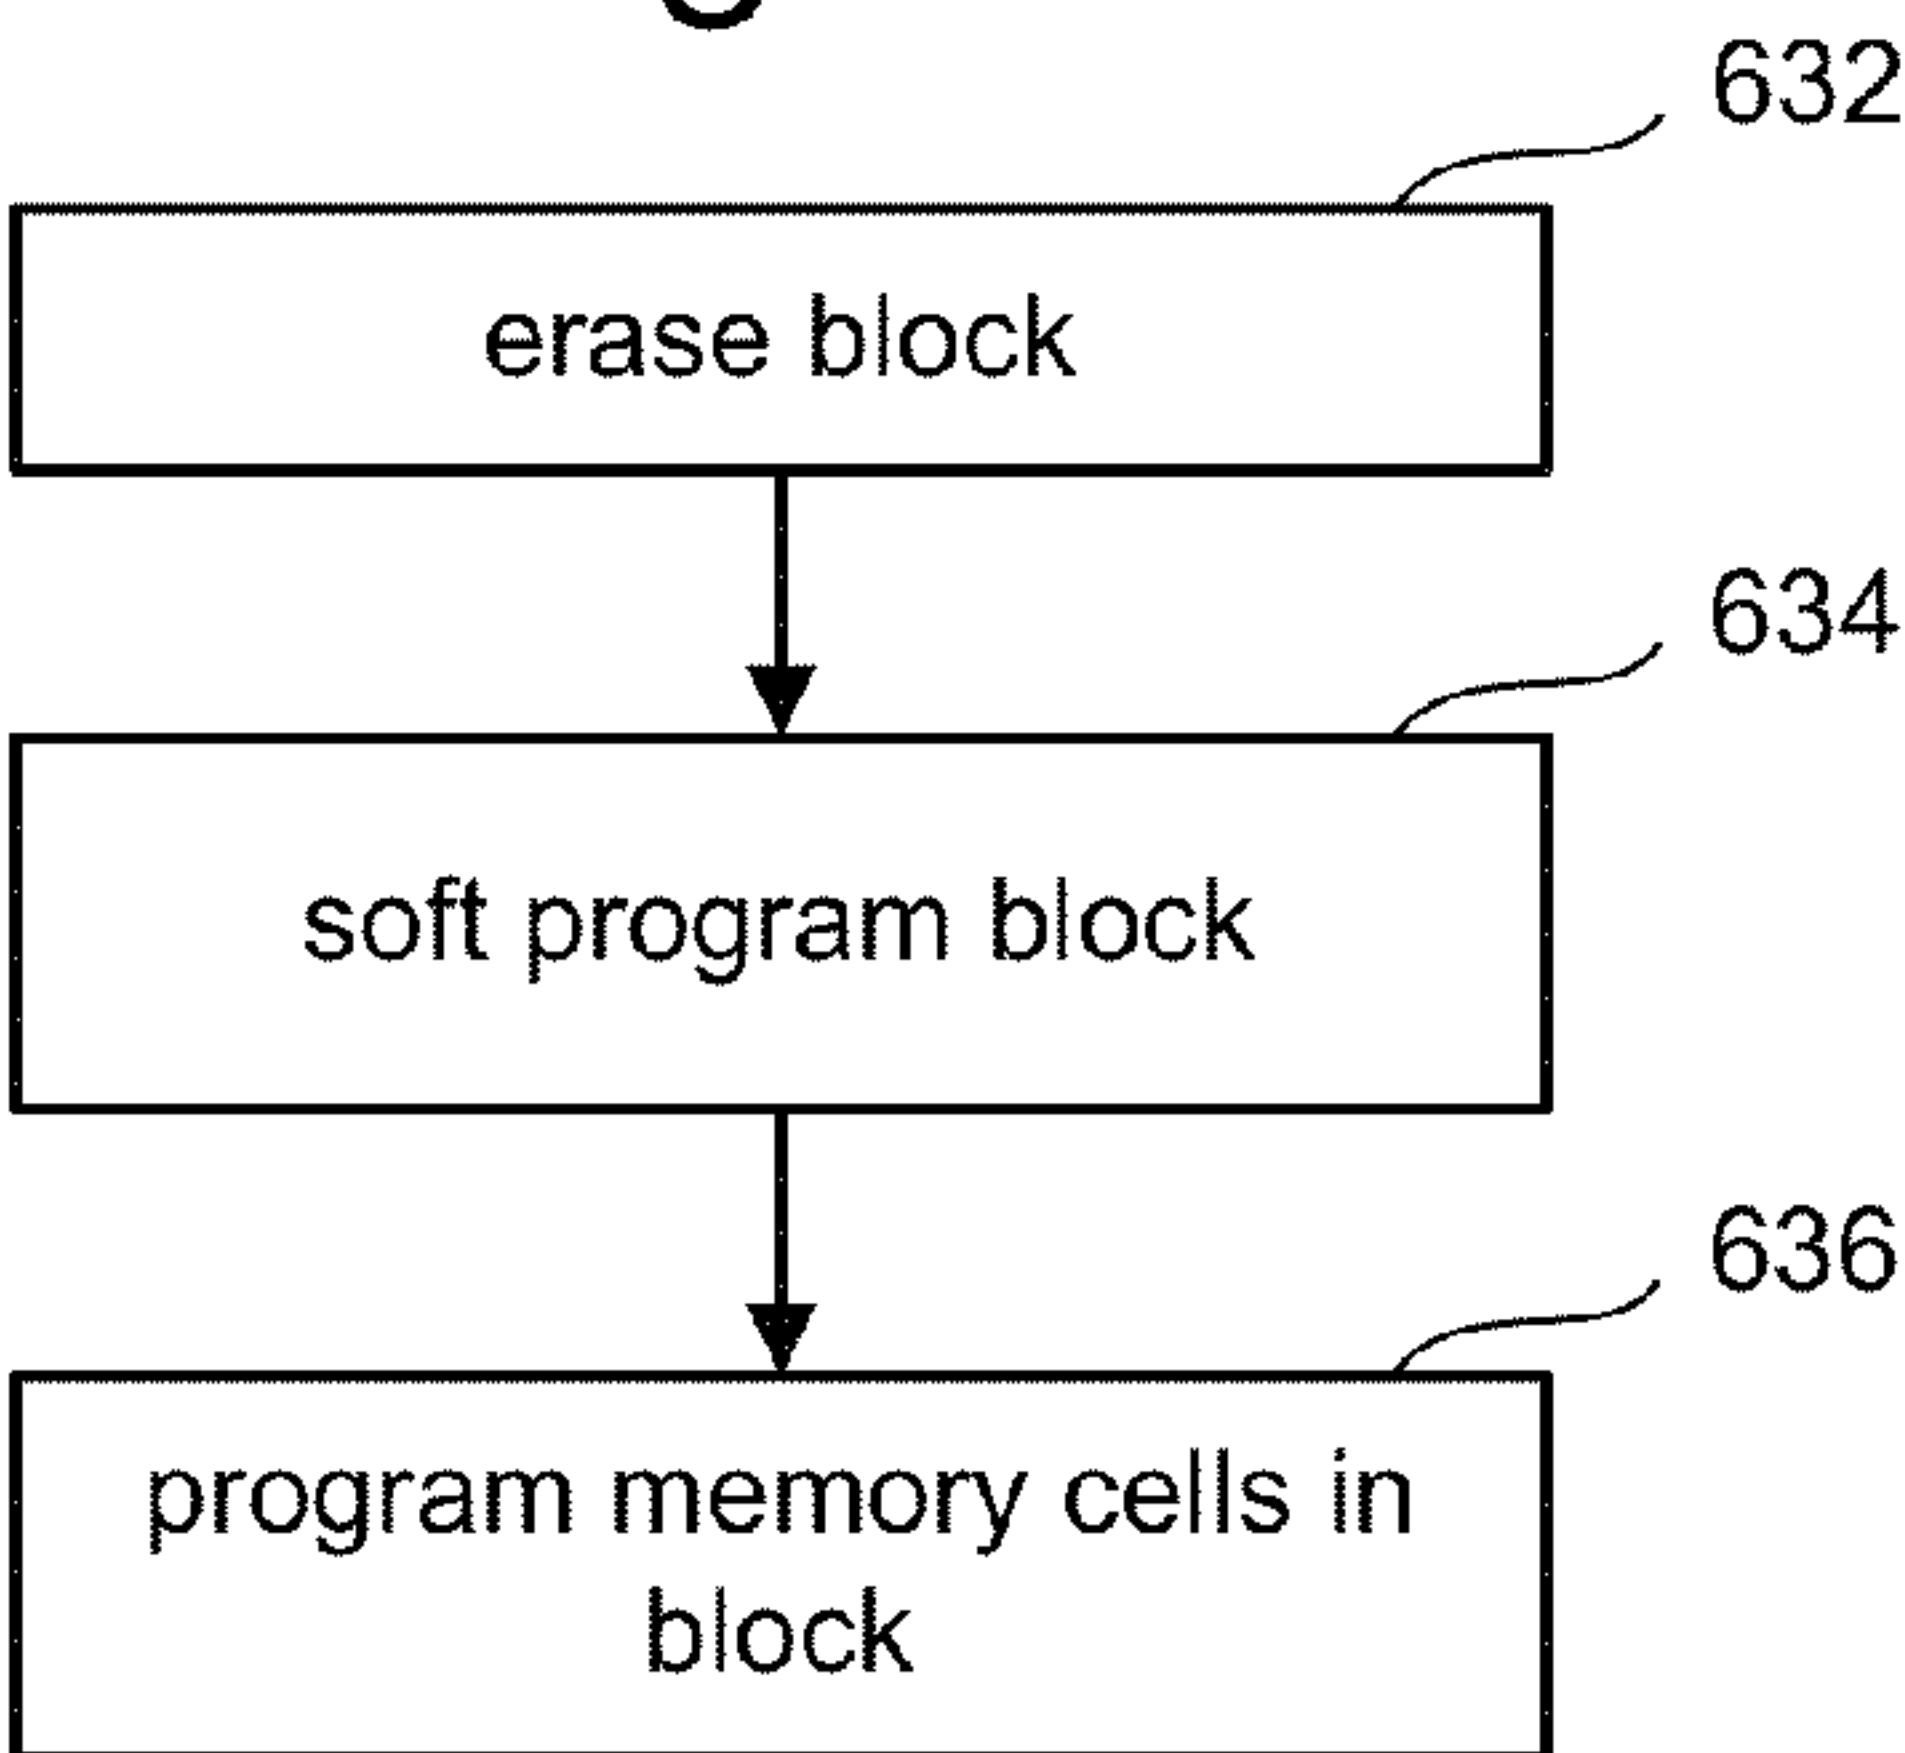 632
erase block
634
soft program block
636
program memory cells in
block